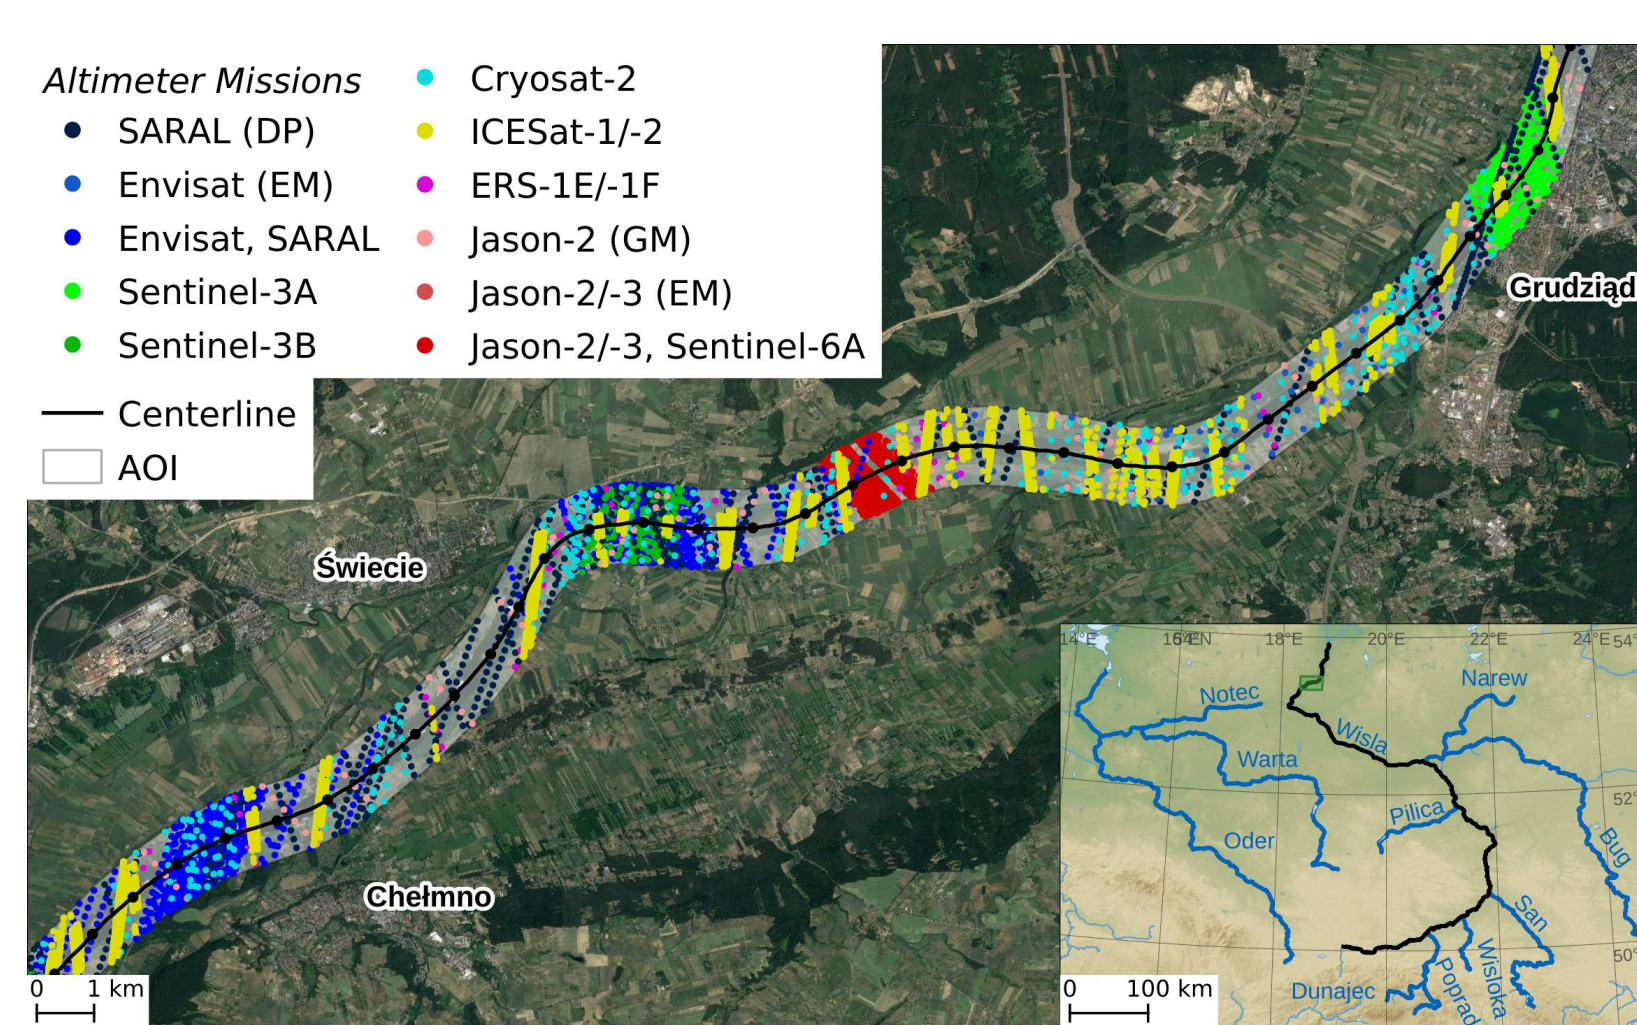 Altimeter Missions
SARAL (DP)
Envisat (EM)
Envisat, SARAL
Sentinel-3A
Sentinel-3B
Centerline
AOI
Cryosat-2
ICESat-1/-2
ERS-1E/-1F
Jason-2 (GM)
Jason-2/-3 (EM)
Jason-2/-3, Sentinel-6A
Grudziąd
Świecie
Chełmno
0 1 km
14°E 18°E 20°E 22°E 24°E 54°
Narew
Notec
Wisla
Warta
52°
Pilica
Oder
Bug
San
50°
Wisloka
Poprad
Dunajec
0 100 km